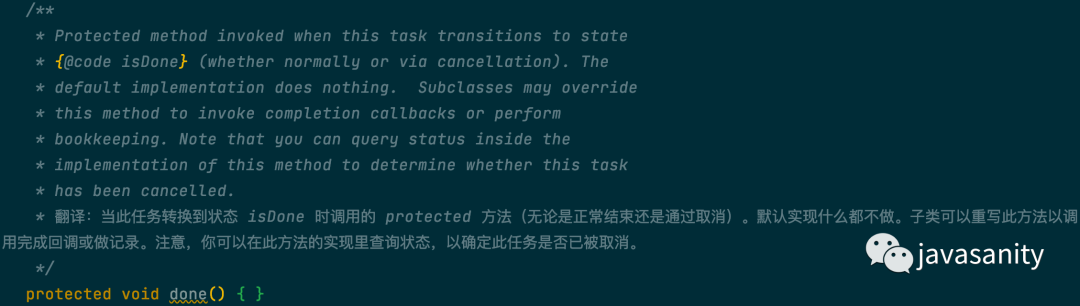 /**
* Protected method invoked when this task transitions to state
* {@code isDone} (whether normally or via cancellation). The
* default implementation does nothing.  Subclasses may override
* this method to invoke completion callbacks or perform
* bookkeeping. Note that you can query status inside the
* implementation of this method to determine whether this task
* has been cancelled.
* 翻译：当此任务转换到状态 isDone 时调用的 protected 方法（无论是正常结束还是通过取消）。默认实现什么都不做。子类可以重写此方法以调
用完成回调或做记录。注意，你可以在此方法的实现里查询状态，以确定此任务是否已被取消。
javasanity
*/
protected void done() { }